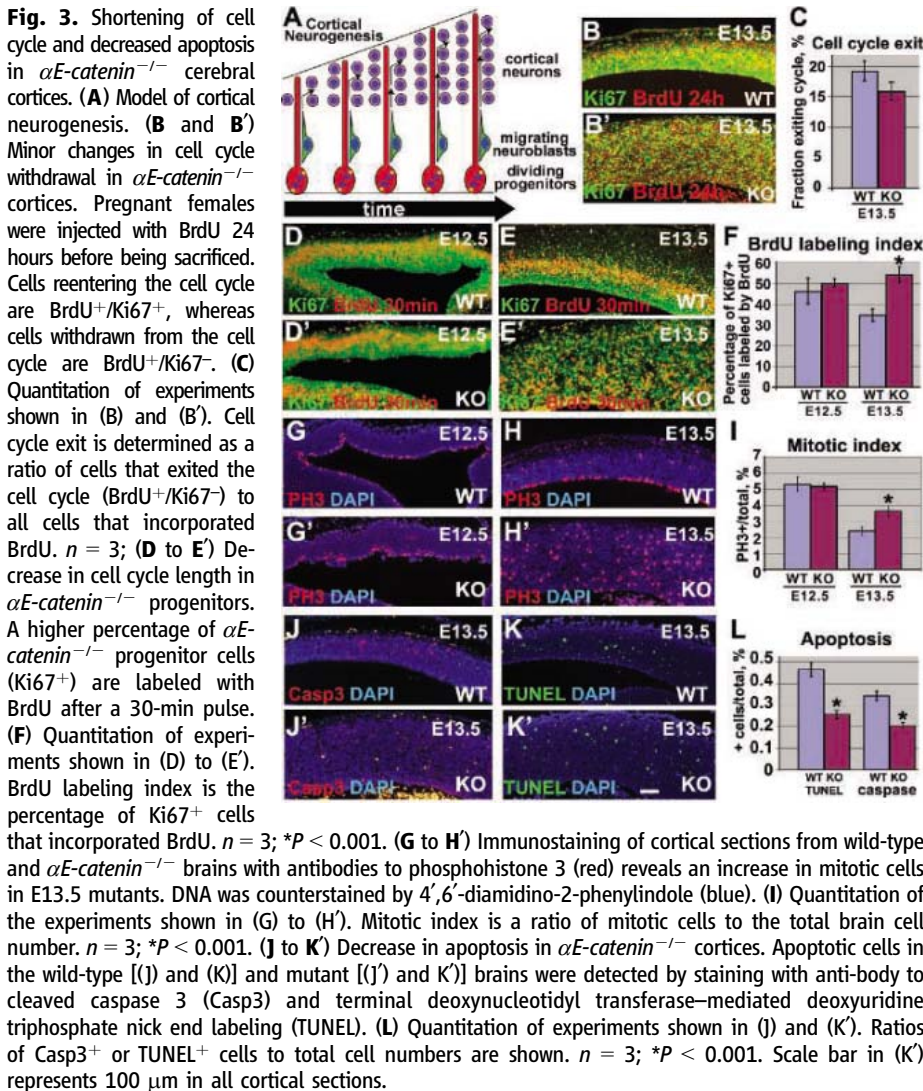 Fig. 3. Shortening of cell
cycle and decreased apoptosis
in αE-catenin−/− cerebral
cortices. (A) Model of cortical
neurogenesis. (B and B′)
Minor changes in cell cycle
withdrawal in αE-catenin−/−
cortices. Pregnant females
were injected with BrdU 24
hours before being sacrificed.
Cells reentering the cell cycle
are BrdU+/Ki67+, whereas
cells withdrawn from the cell
cycle are BrdU+/Ki67−. (C)
Quantitation of experiments
shown in (B) and (B′). Cell
cycle exit is determined as a
ratio of cells that exited the
cell cycle (BrdU+/Ki67−) to
all cells that incorporated
BrdU. n = 3; (D to E′) De-
crease in cell cycle length in
αE-catenin−/− progenitors.
A higher percentage of αE-
catenin−/− progenitor cells
(Ki67+) are labeled with
BrdU after a 30-min pulse.
(F) Quantitation of experi-
ments shown in (D) to (E′).
BrdU labeling index is the
percentage of Ki67+ cells
that incorporated BrdU. n = 3; *P < 0.001. (G to H′) Immunostaining of cortical sections from wild-type
and αE-catenin−/− brains with antibodies to phosphohistone 3 (red) reveals an increase in mitotic cells
in E13.5 mutants. DNA was counterstained by 4′,6′-diamidino-2-phenylindole (blue). (I) Quantitation of
the experiments shown in (G) to (H′). Mitotic index is a ratio of mitotic cells to the total brain cell
number. n = 3; *P < 0.001. (J to K′) Decrease in apoptosis in αE-catenin−/− cortices. Apoptotic cells in
the wild-type [(J) and (K)] and mutant [(J′) and K′)] brains were detected by staining with anti-body to
cleaved caspase 3 (Casp3) and terminal deoxynucleotidyl transferase–mediated deoxyuridine
triphosphate nick end labeling (TUNEL). (L) Quantitation of experiments shown in (J) and (K′). Ratios
of Casp3+ or TUNEL+ cells to total cell numbers are shown. n = 3; *P < 0.001. Scale bar in (K′)
represents 100 μm in all cortical sections.
A
Cortical
Neurogenesis
cortical
neurons
migrating
neuroblasts
dividing
progenitors
time
B
E13.5
Ki67 BrdU 24h WT
B'
E13.5
Ki67 BrdU 24h KO
C
Cell cycle exit
Fraction exiting cycle, %
20
15
10
5
0
WT KO
E13.5
D
E12.5
Ki67 BrdU 30min WT
E
E13.5
Ki67 BrdU 30min WT
D'
E12.5
Ki67 BrdU 30min KO
E'
E13.5
Ki67 BrdU 30min KO
F
BrdU labeling index
Percentage of Ki67+
cells labeled by BrdU
60
50
40
30
20
10
0
*
WT KO WT KO
E12.5 E13.5
G
E12.5
PH3 DAPI WT
H
E13.5
PH3 DAPI WT
G'
E12.5
PH3 DAPI KO
H'
E13.5
PH3 DAPI KO
I
Mitotic index
PH3+/total, %
7
6
5
4
3
2
1
0
*
WT KO WT KO
E12.5 E13.5
J
E13.5
Casp3 DAPI WT
K
E13.5
TUNEL DAPI WT
J'
E13.5
Casp3 DAPI KO
K'
E13.5
TUNEL DAPI KO
L
Apoptosis
+ cells/total, %
0.5
0.4
0.3
0.2
0.1
0
* *
WT KO WT KO
TUNEL caspase